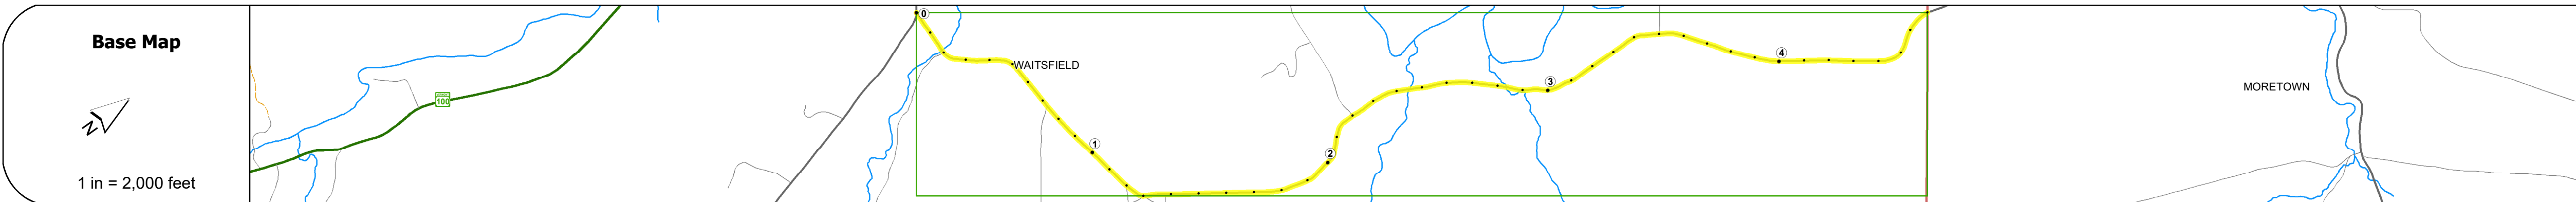 Base Map
N
1 in = 2,000 feet
100
0
WAITSFIELD
1
2
3
4
MORETOWN